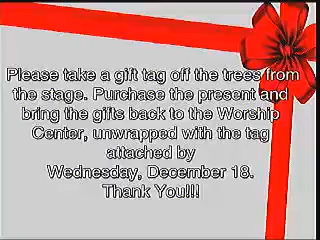 Please take a gift tag off the trees from
the stage. Purchase the present and
bring the gifts back to the Worship
Center, unwrapped with the tag
attached by
Wednesday, December 18.
Thank You!!!